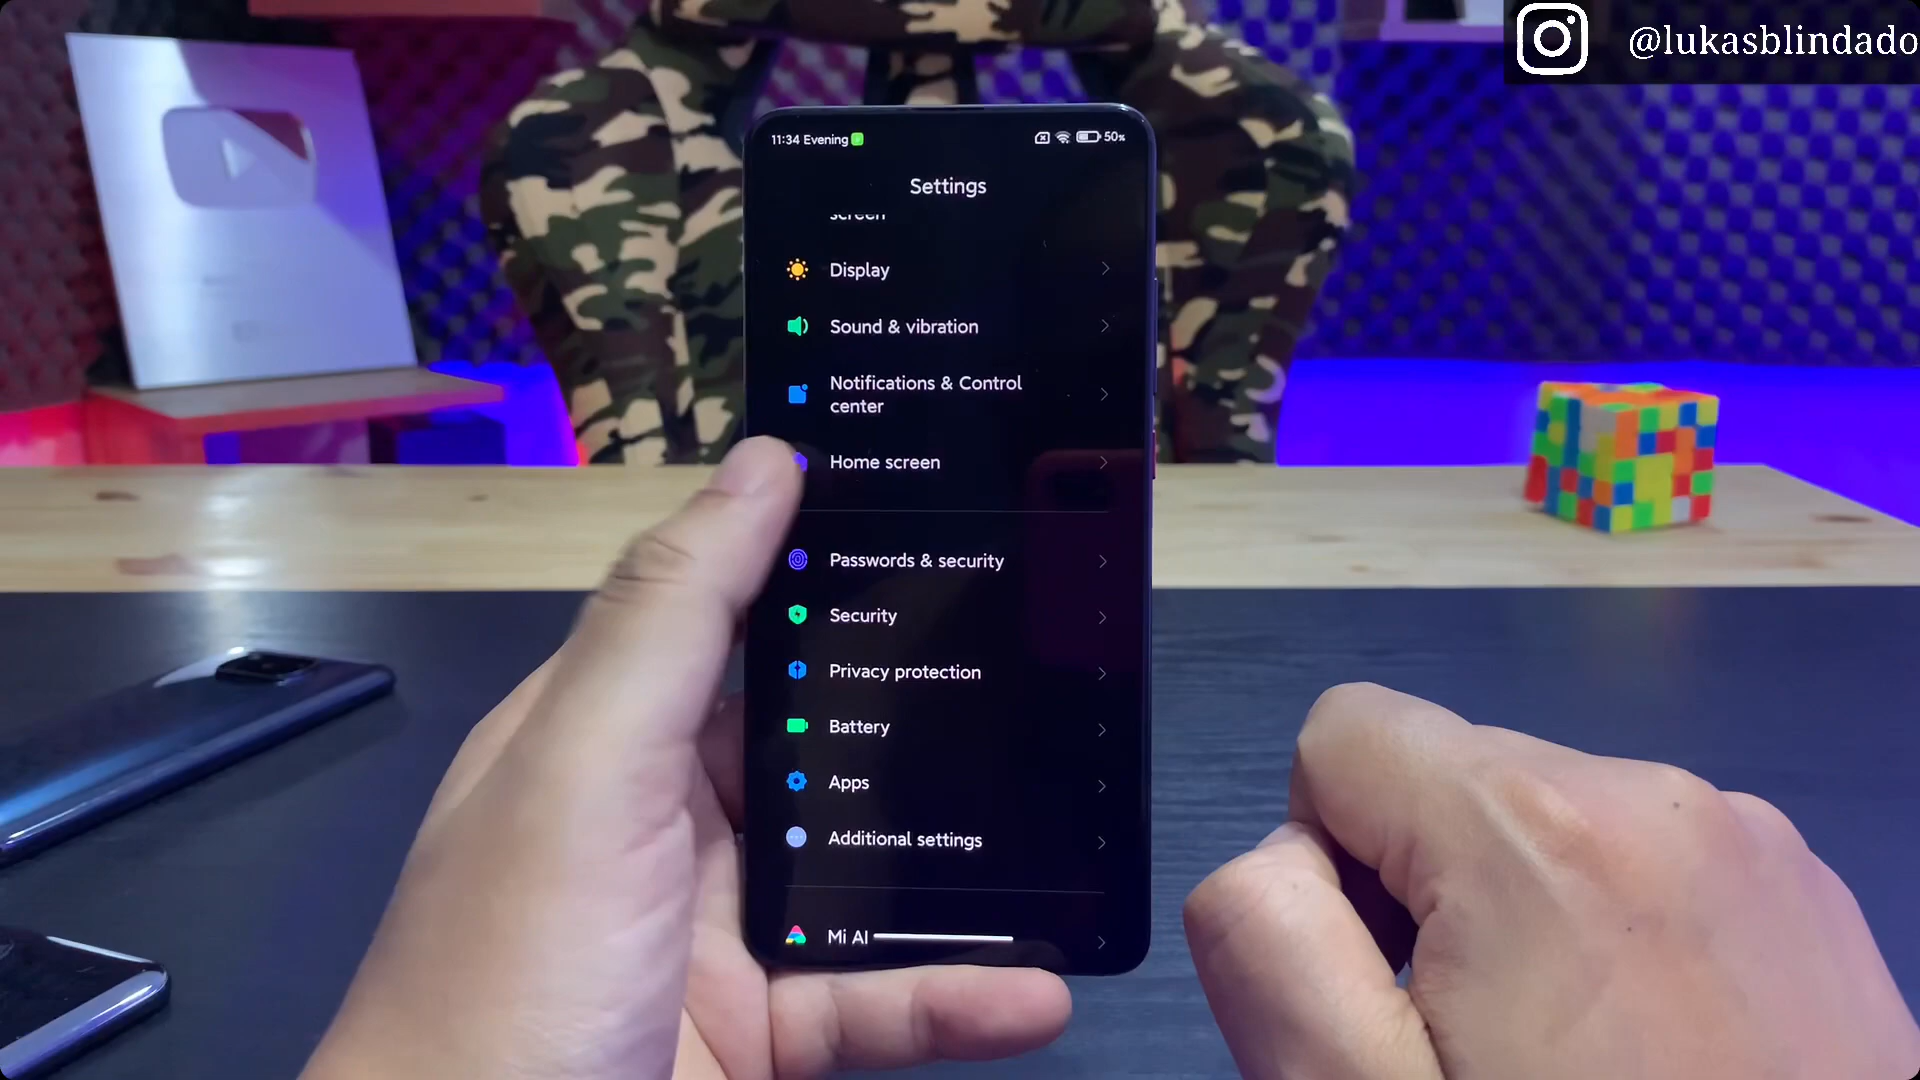 @lukasblindado
11:34 Evening
50%
Settings
screen
Display
Sound & vibration
Notifications & Control
center
Home screen
Passwords & security
Security
Privacy protection
Battery
Apps
Additional settings
Mi AI